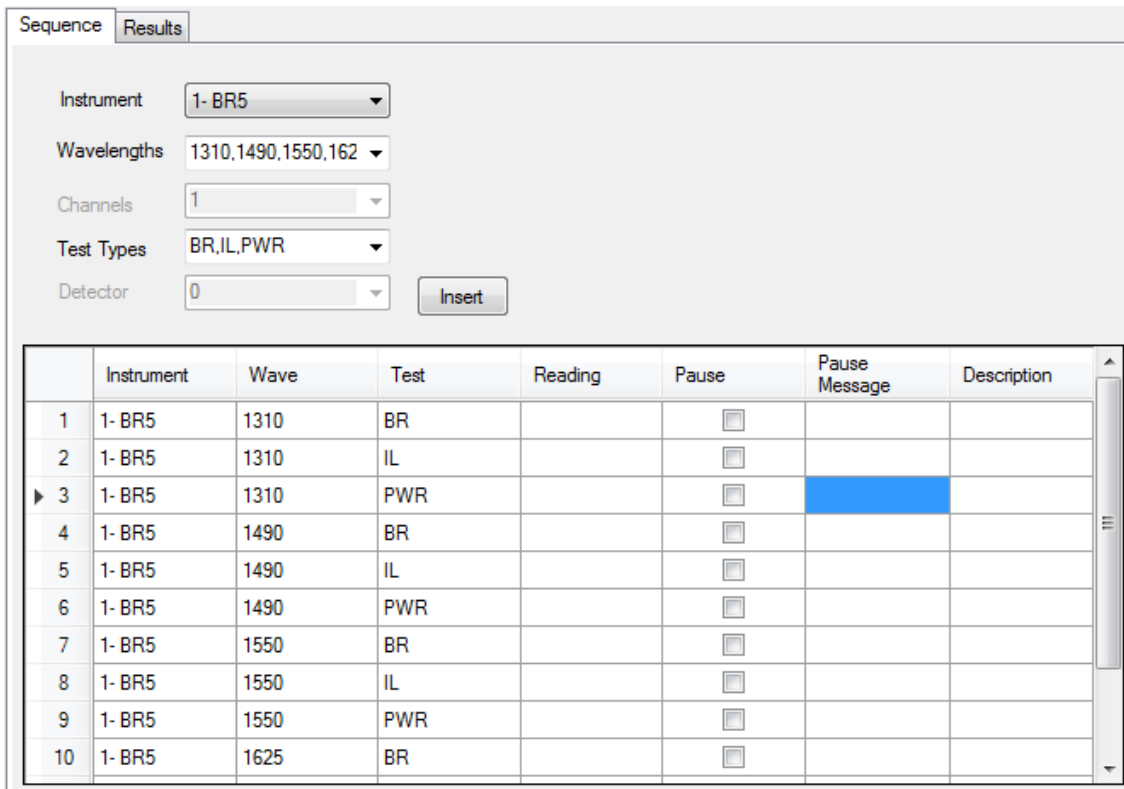 Sequence Results
Instrument 1- BR5
Wavelengths 1310,1490,1550,162
Channels 1
Test Types BR,IL,PWR
Detector 0 Insert
Instrument Wave Test Reading Pause Pause Message Description
1 1- BR5 1310 BR
2 1- BR5 1310 IL
3 1- BR5 1310 PWR
4 1- BR5 1490 BR
5 1- BR5 1490 IL
6 1- BR5 1490 PWR
7 1- BR5 1550 BR
8 1- BR5 1550 IL
9 1- BR5 1550 PWR
10 1- BR5 1625 BR